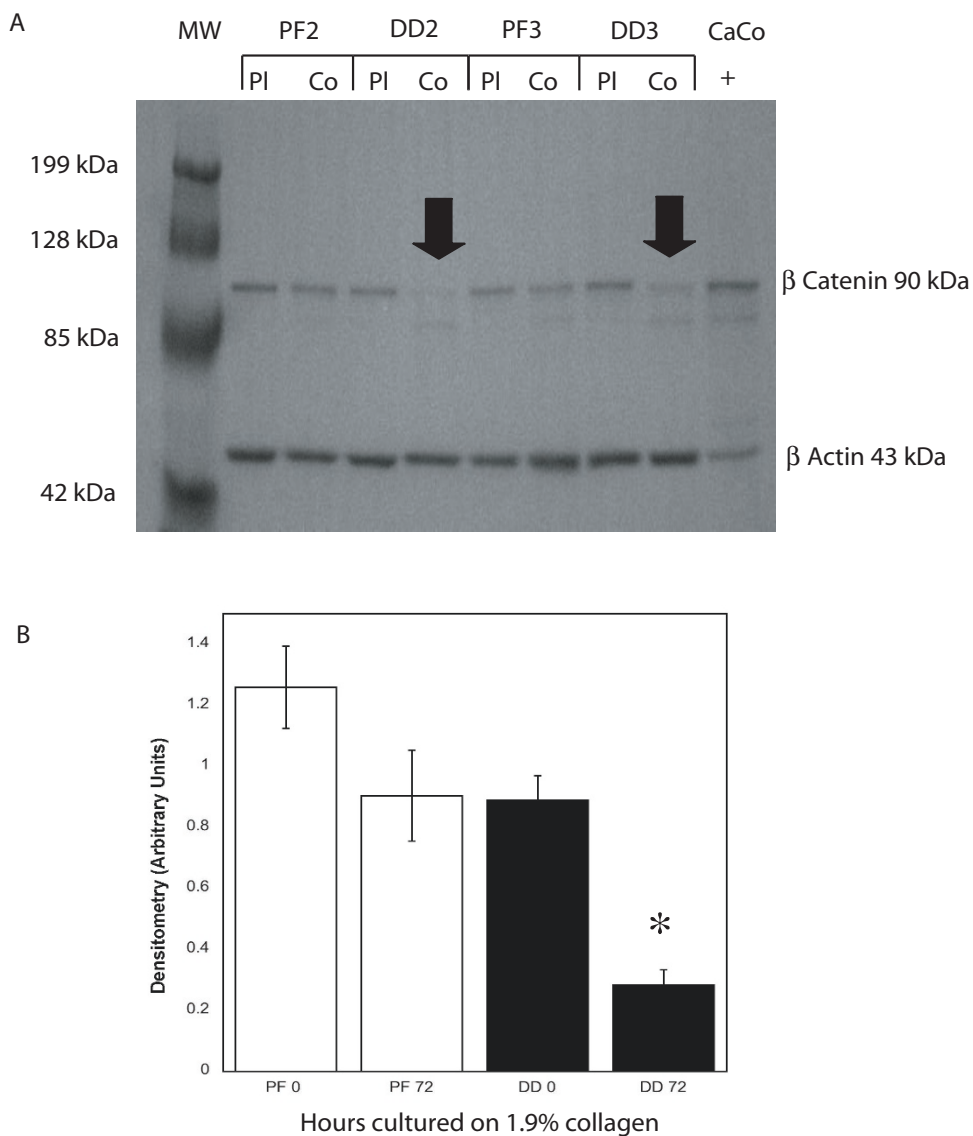 A
MW PF2 DD2 PF3 DD3 CaCo
Pl Co Pl Co Pl Co Pl Co +
199 kDa
128 kDa
β Catenin 90 kDa
85 kDa
β Actin 43 kDa
42 kDa
B
Densitometry (Arbitrary Units)
1.4
1.2
1
0.8
0.6
0.4
0.2
0
*
PF 0 PF 72 DD 0 DD 72
Hours cultured on 1.9% collagen